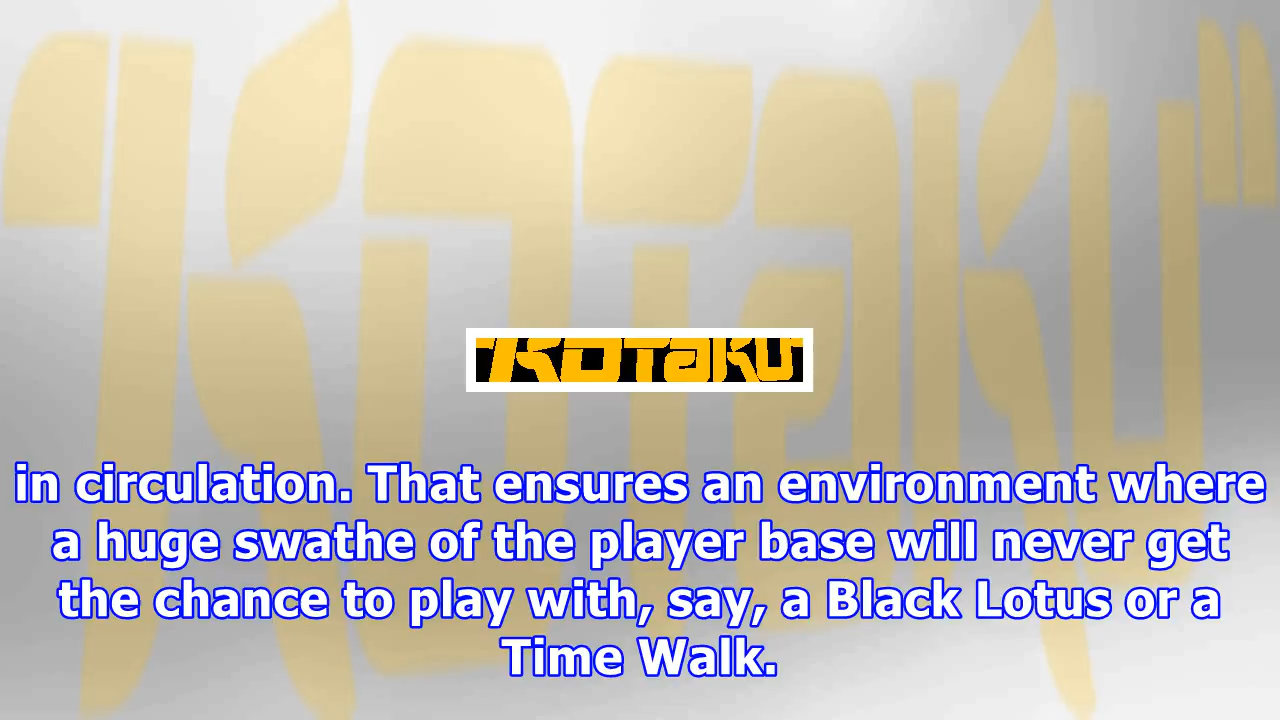 "KOTAKU"
"KOTAKU"
in circulation. That ensures an environment where
a huge swathe of the player base will never get
the chance to play with, say, a Black Lotus or a
Time Walk.